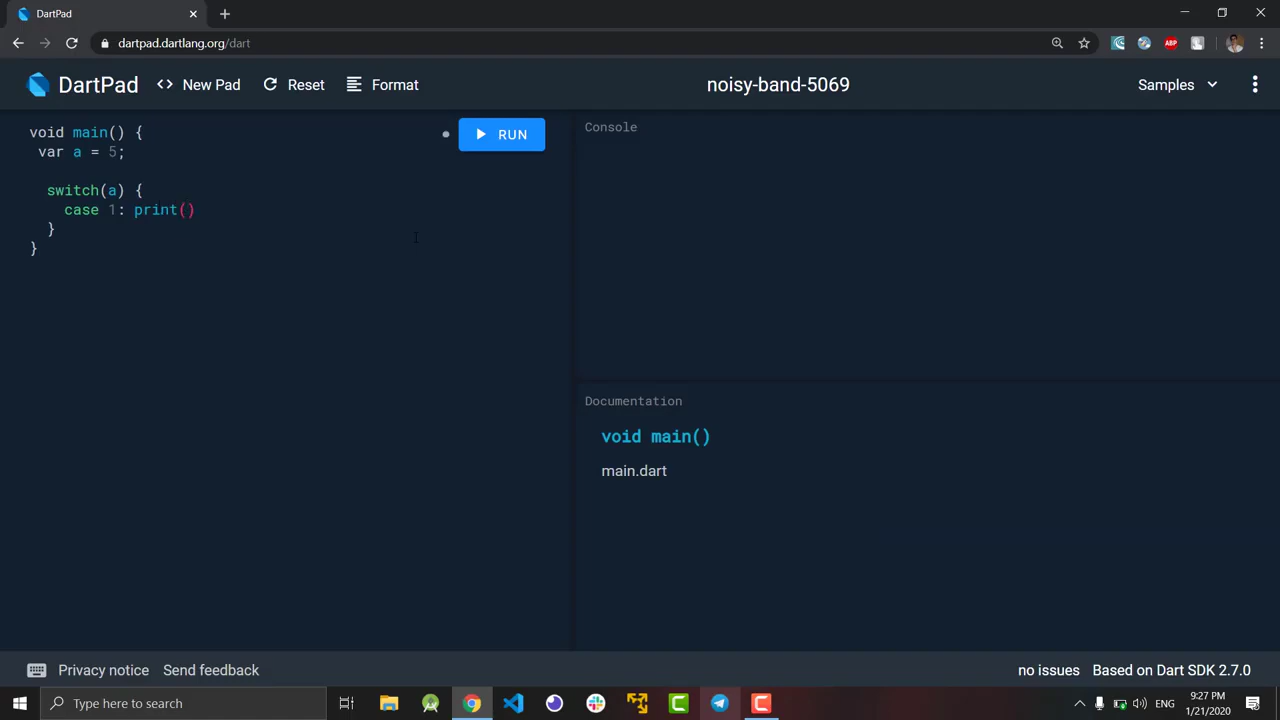 DartPad
dartpad.dartlang.org/dart
ABP
DartPad
<> New Pad
Reset
Format
noisy-band-5069
Samples
void main() {
var a = 5;
switch(a) {
case 1: print()
}
}
RUN
Console
Documentation
void main()
main.dart
Privacy notice
Send feedback
no issues
Based on Dart SDK 2.7.0
Type here to search
ENG
9:27 PM
1/21/2020